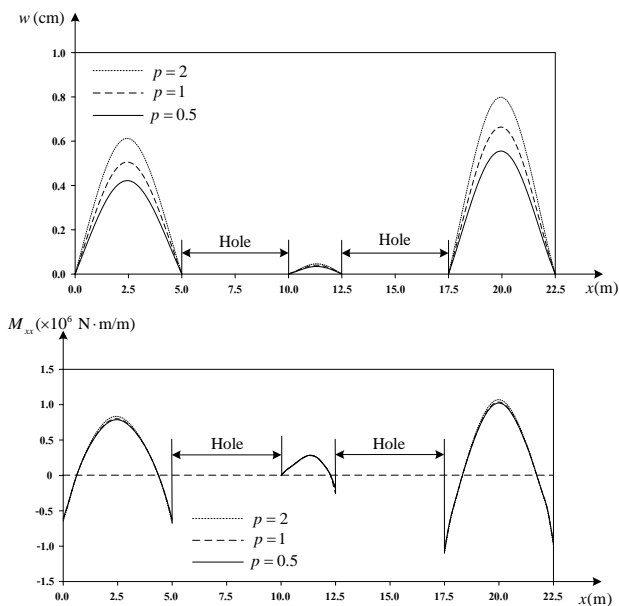 w (cm)
1.0
p = 2
p = 1
p = 0.5
0.8
0.6
0.4
0.2
0.0
Hole
Hole
0.0 2.5 5.0 7.5 10.0 12.5 15.0 17.5 20.0 22.5
x(m)
M_xx (×10⁶ N·m/m)
1.5
1.0
0.5
0
-0.5
-1.0
-1.5
Hole
Hole
p = 2
p = 1
p = 0.5
0.0 2.5 5.0 7.5 10.0 12.5 15.0 17.5 20.0 22.5
x(m)